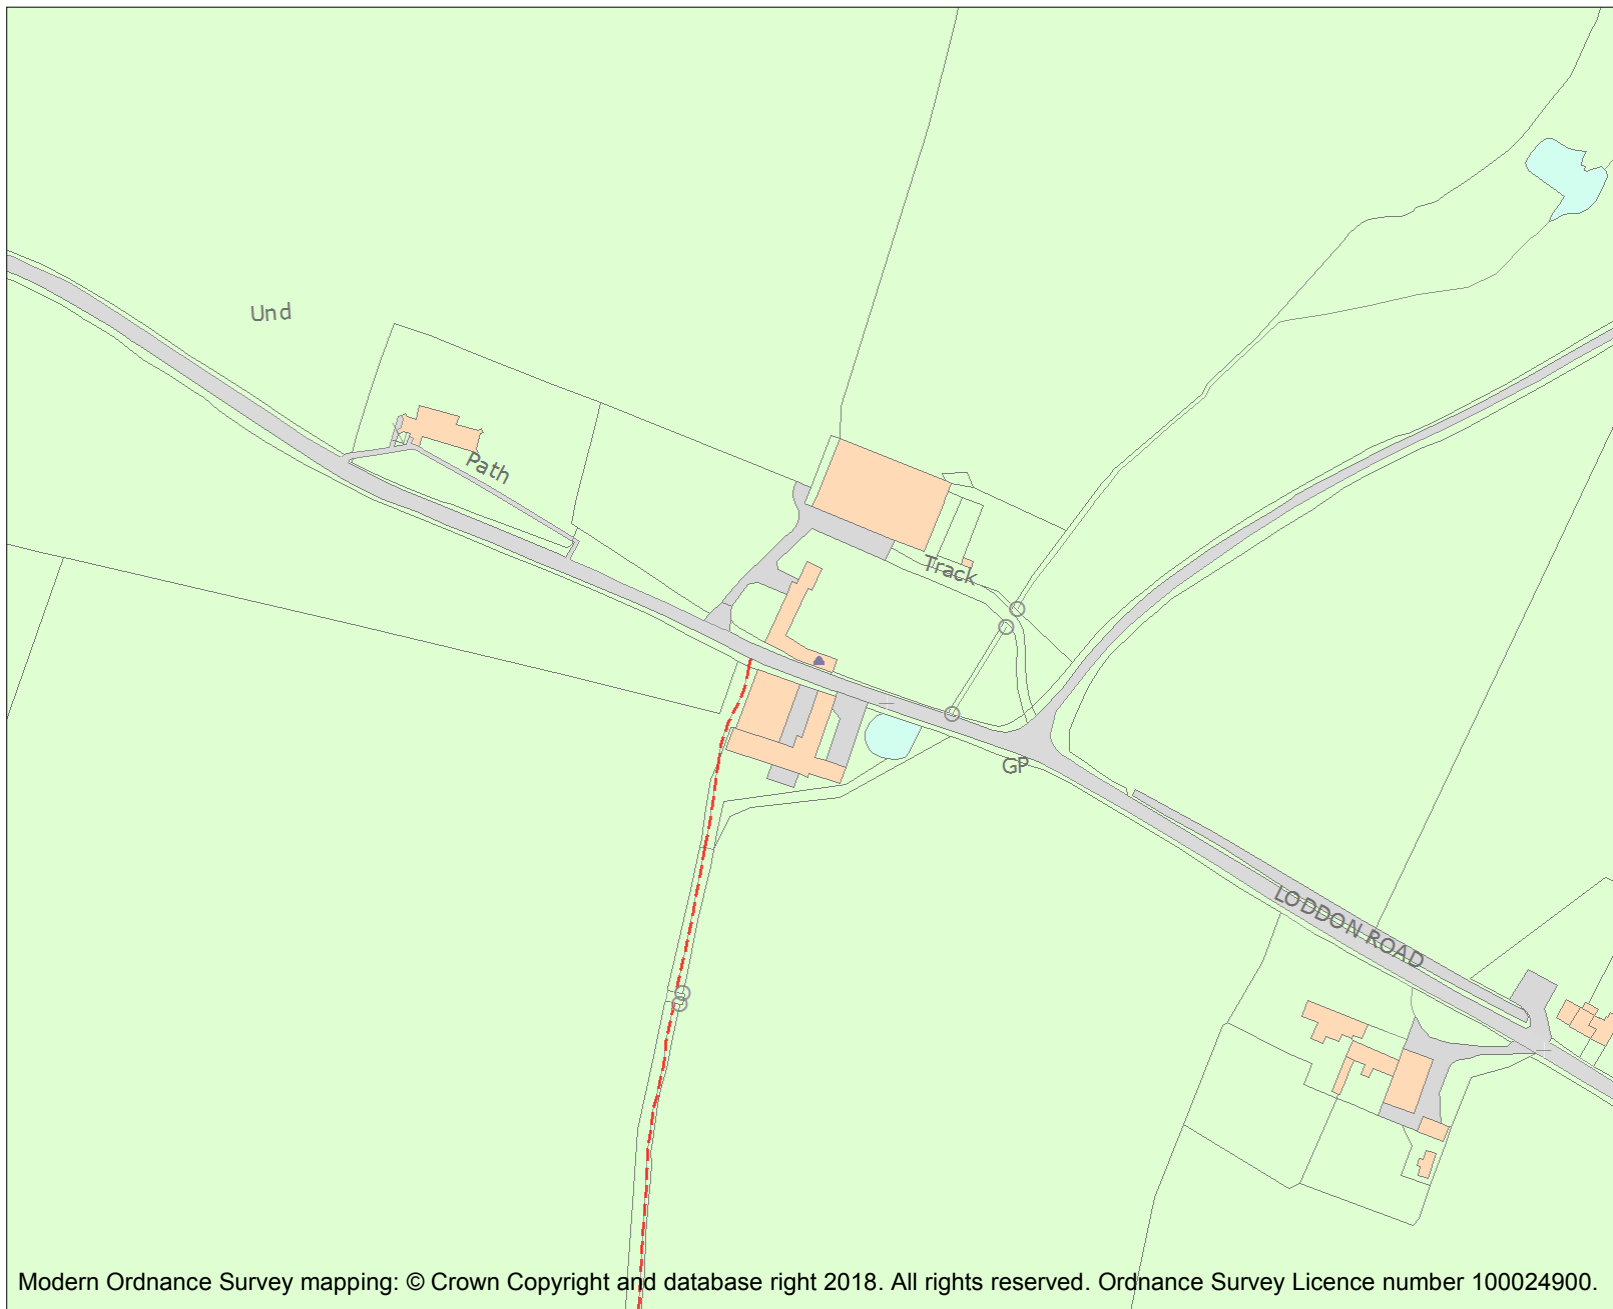 Und
Path
Track
GP
LODDON ROAD
Modern Ordnance Survey mapping: © Crown Copyright and database right 2018. All rights reserved. Ordnance Survey Licence number 100024900.